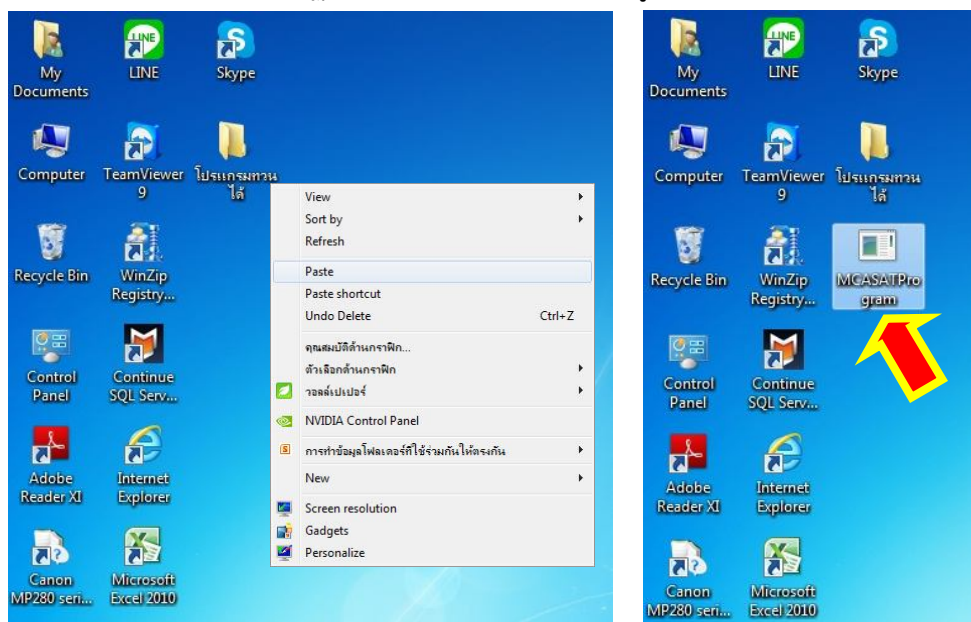 My
Documents
LINE
Skype
Computer
TeamViewer
9
โปรแกรมทวน
ได้
Recycle Bin
WinZip
Registry...
Control
Panel
Continue
SQL Serv...
Adobe
Reader XI
Internet
Explorer
Canon
MP280 seri...
Microsoft
Excel 2010
View
Sort by
Refresh
Paste
Paste shortcut
Undo Delete Ctrl+Z
คุณสมบัติด้านกราฟิก...
ตัวเลือกด้านกราฟิก
วอลล์เปเปอร์
NVIDIA Control Panel
การทำข้อมูลโฟลเดอร์ที่ใช้ร่วมกันให้ตรงกัน
New
Screen resolution
Gadgets
Personalize
My
Documents
LINE
Skype
Computer
TeamViewer
9
โปรแกรมทวน
ได้
Recycle Bin
WinZip
Registry...
MCASATPro
gram
Control
Panel
Continue
SQL Serv...
Adobe
Reader XI
Internet
Explorer
Canon
MP280 seri...
Microsoft
Excel 2010